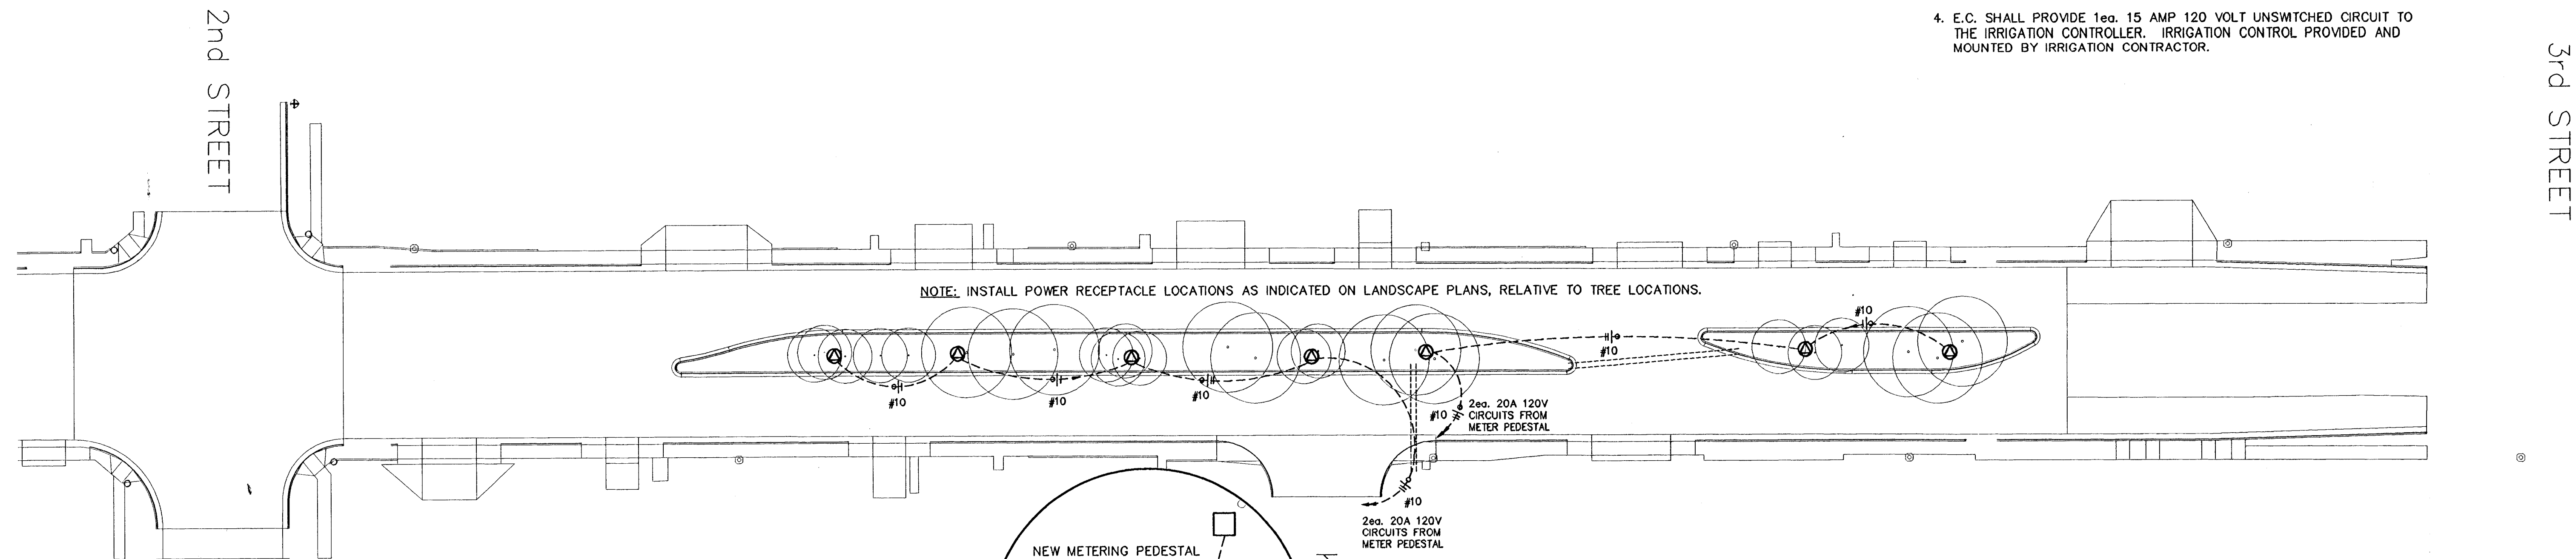 2nd STREET
4. E.C. SHALL PROVIDE 1ea. 15 AMP 120 VOLT UNSWITCHED CIRCUIT TO
THE IRRIGATION CONTROLLER. IRRIGATION CONTROL PROVIDED AND
MOUNTED BY IRRIGATION CONTRACTOR.
3rd STREET
NOTE: INSTALL POWER RECEPTACLE LOCATIONS AS INDICATED ON LANDSCAPE PLANS, RELATIVE TO TREE LOCATIONS.
#10
#10
#10
#10
#10
#10
2ea. 20A 120V
CIRCUITS FROM
METER PEDESTAL
#10
2ea. 20A 120V
CIRCUITS FROM
METER PEDESTAL
NEW METERING PEDESTAL